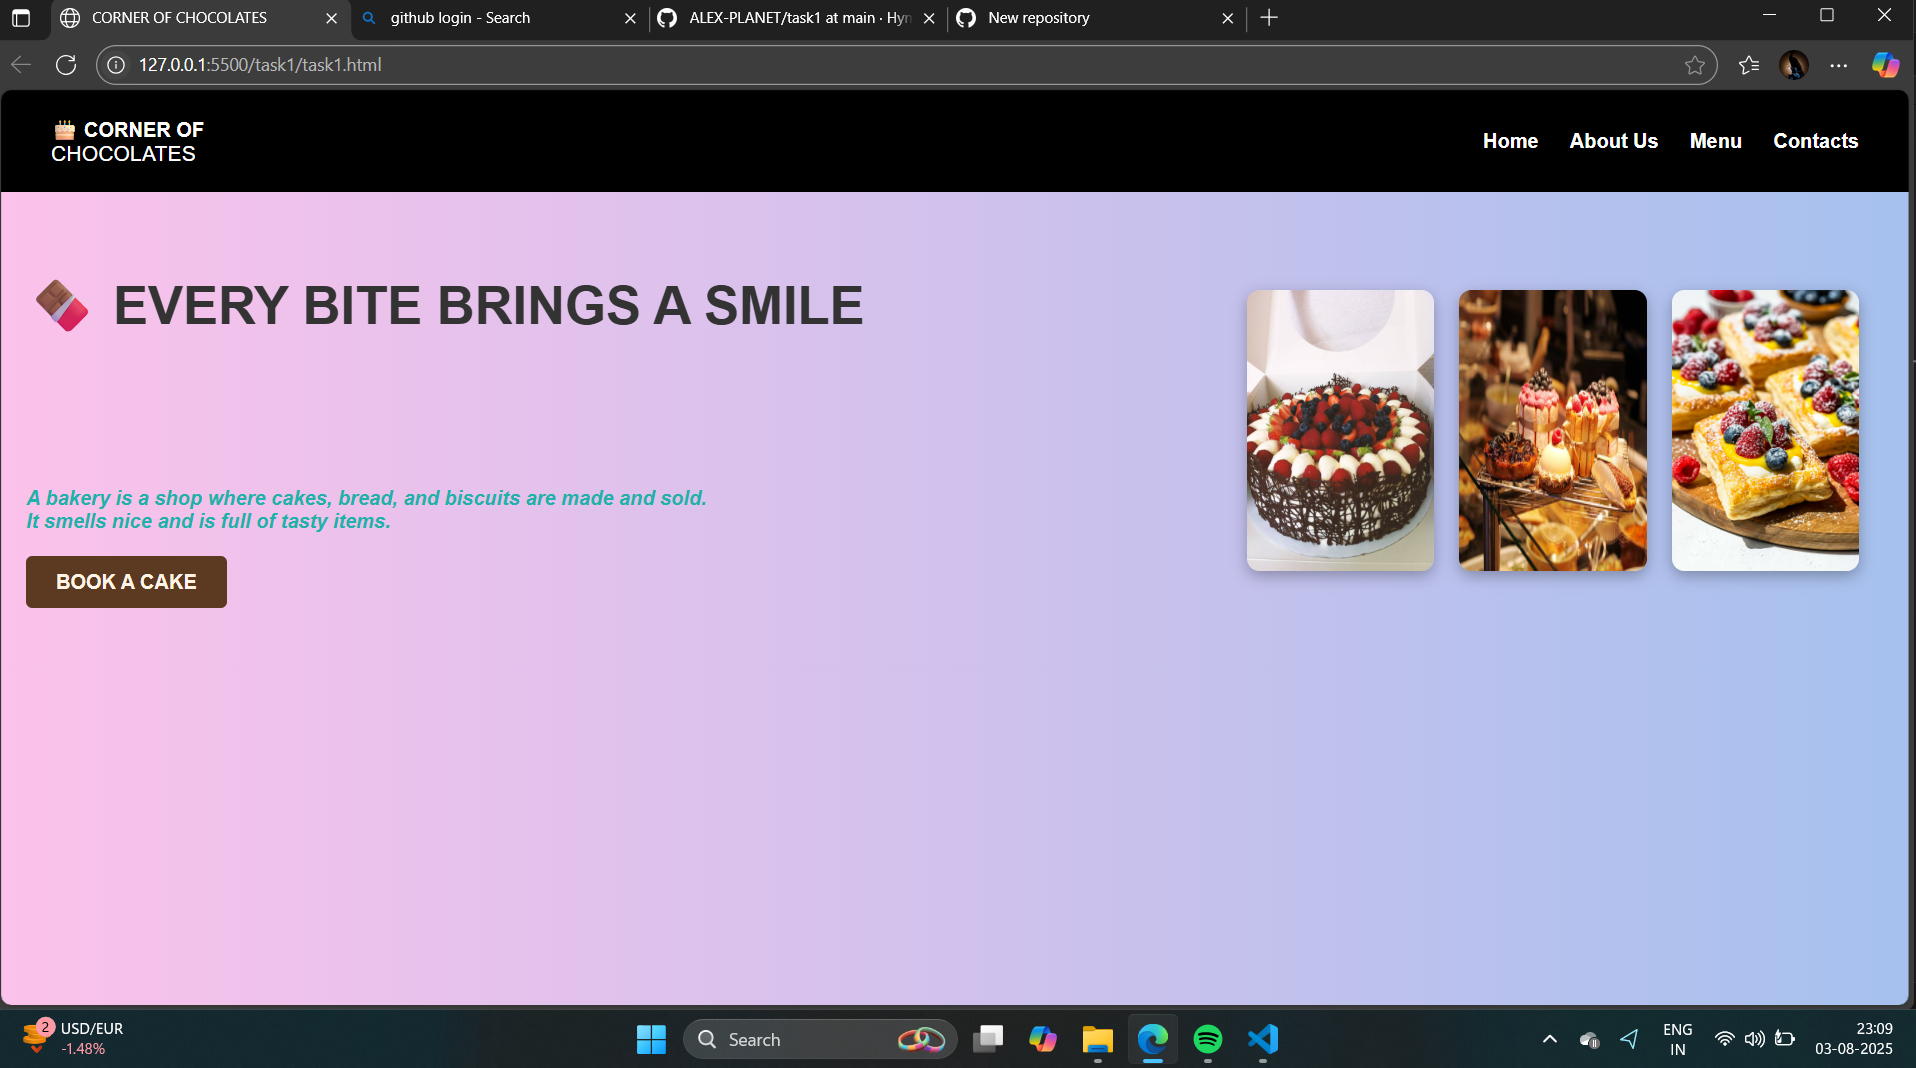 CORNER OF CHOCOLATES
github login - Search
ALEX-PLANET/task1 at main · Hyn
New repository
127.0.0.1:5500/task1/task1.html
CORNER OF
CHOCOLATES
Home
About Us
Menu
Contacts
EVERY BITE BRINGS A SMILE
A bakery is a shop where cakes, bread, and biscuits are made and sold.
It smells nice and is full of tasty items.
BOOK A CAKE
2
USD/EUR
-1.48%
Search
ENG
IN
23:09
03-08-2025